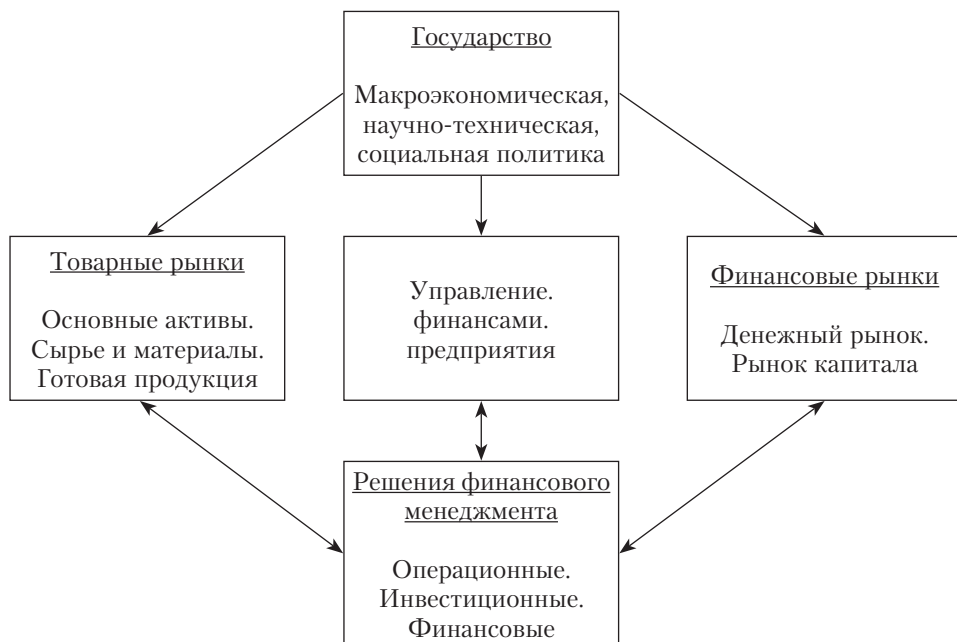 Государство
Макроэкономическая,
научно-техническая,
социальная политика
Товарные рынки
Основные активы.
Сырье и материалы.
Готовая продукция
Управление.
финансами.
предприятия
Финансовые рынки
Денежный рынок.
Рынок капитала
Решения финансового
менеджмента
Операционные.
Инвестиционные.
Финансовые